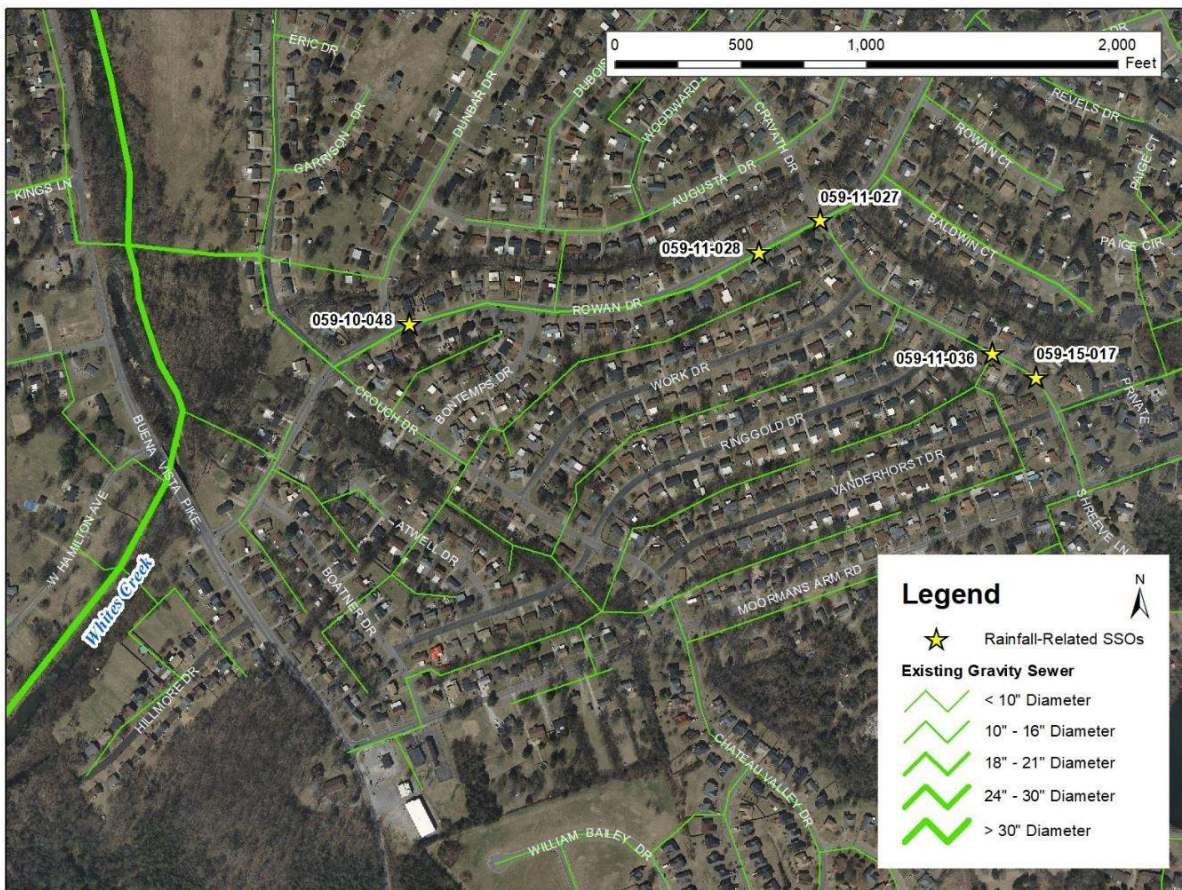 0 500 1,000 2,000
Feet
ERIC DR
GARRISON DR
DUNBAR DR
DUBOIS
WOODWARD
CRAVATH DR
DR
REVELS DR
ROWAN CT
PAIGE CT
KINGS LN
AUGUSTA DR
059-11-027
BALDWIN CT
PAIGE CIR
059-11-028
ROWAN DR
059-10-048
059-11-036
059-15-017
WORK DR
BONTEMPS DR
CROUCH DR
PRIVATE
RINGGOLD DR
BUENA VISTA PIKE
VANDERHORST DR
W HAMILTON AVE
SHREEVE LN
ATWELL DR
BOATNER DR
MOORMANS ARM RD
Whites Creek
HILLMORE DR
CHATEAU VALLEY DR
WILLIAM BAILEY DR
Legend
N
Rainfall-Related SSOs
Existing Gravity Sewer
< 10" Diameter
10" - 16" Diameter
18" - 21" Diameter
24" - 30" Diameter
> 30" Diameter